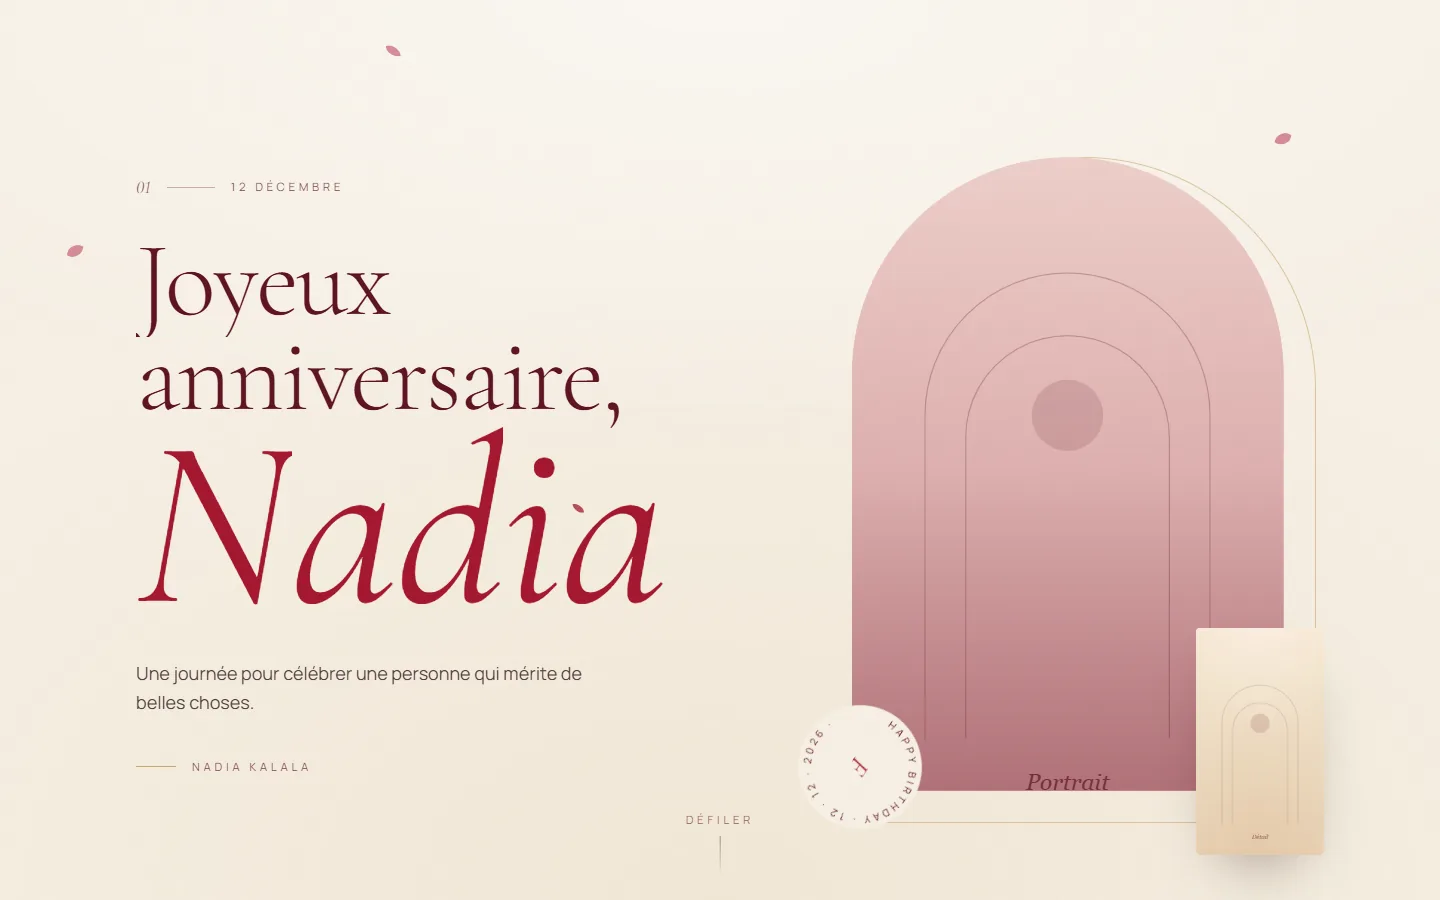 01 12 DÉCEMBRE
Joyeux
anniversaire,
Nadia
Une journée pour célébrer une personne qui mérite de
belles choses.
NADIA KALALA
HAPPY BIRTHDAY · 12 · 12 · 2026 ·
DÉFILER
Portrait
Détail